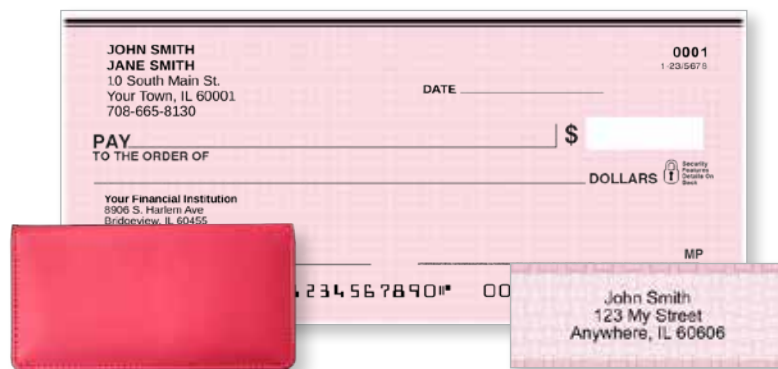 JOHN SMITH
JANE SMITH
10 South Main St.
Your Town, IL 60001
708-665-8130
0001
1-23/5678
DATE
PAY
TO THE ORDER OF
$
DOLLARS
Security
Features
Details On
Back
Your Financial Institution
8906 S. Harlem Ave
Bridgeview, IL 60455
MP
234567890⑈ 00
John Smith
123 My Street
Anywhere, IL 60606